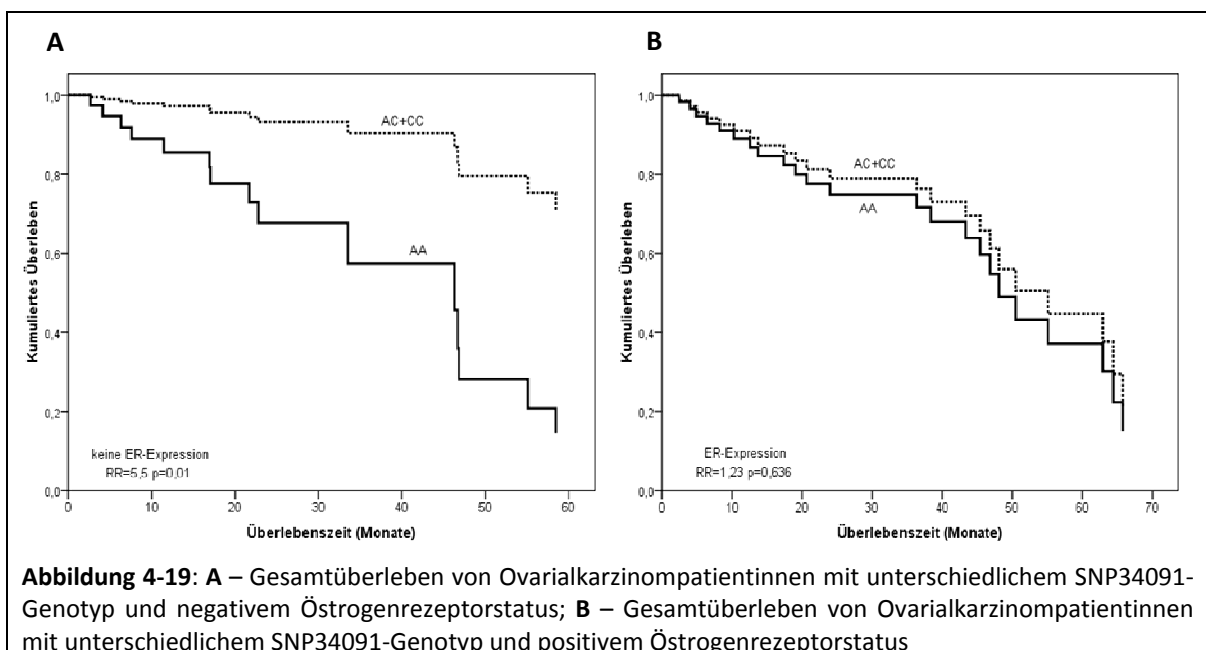 A
Kumuliertes Überleben
1,0
0,8
0,6
0,4
0,2
0,0
AC+CC
AA
keine ER-Expression
RR=5,5 p=0,01
0 10 20 30 40 50 60
Überlebenszeit (Monate)
B
Kumuliertes Überleben
1,0
0,8
0,6
0,4
0,2
0,0
AC+CC
AA
ER-Expression
RR=1,23 p=0,636
0 10 20 30 40 50 60 70
Überlebenszeit (Monate)
Abbildung 4-19: A – Gesamtüberleben von Ovarialkarzinompatientinnen mit unterschiedlichem SNP34091-
Genotyp und negativem Östrogenrezeptorstatus; B – Gesamtüberleben von Ovarialkarzinompatientinnen
mit unterschiedlichem SNP34091-Genotyp und positivem Östrogenrezeptorstatus